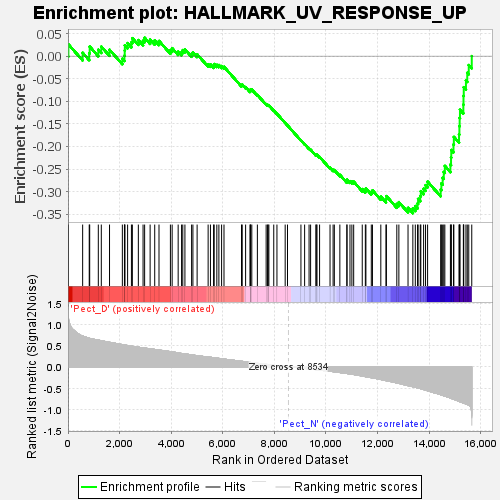 Enrichment plot: HALLMARK_UV_RESPONSE_UP
Enrichment score (ES)
0.05
0.00
-0.05
-0.10
-0.15
-0.20
-0.25
-0.30
-0.35
'Pect_D' (positively correlated)
Ranked list metric (Signal2Noise)
1.5
1.0
0.5
0.0
-0.5
-1.0
-1.5
Zero cross at 8534
'Pect_N' (negatively correlated)
0
2,000
4,000
6,000
8,000
10,000
12,000
14,000
16,000
Rank in Ordered Dataset
Enrichment profile
Hits
Ranking metric scores